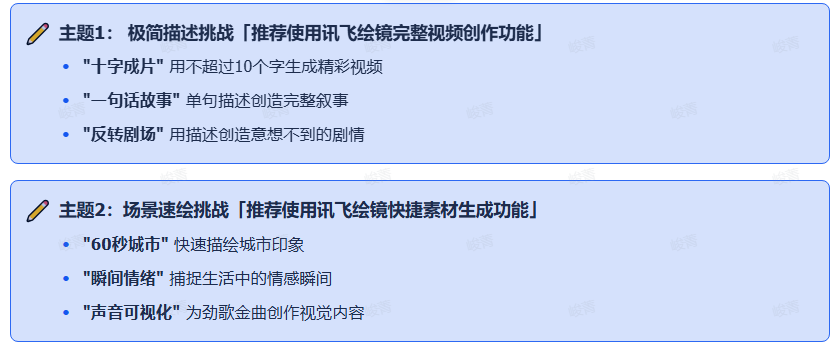 主题1： 极简描述挑战「推荐使用讯飞绘镜完整视频创作功能」
"十字成片" 用不超过10个字生成精彩视频
"一句话故事" 单句描述创造完整叙事
"反转剧场" 用描述创造意想不到的剧情
主题2：场景速绘挑战「推荐使用讯飞绘镜快捷素材生成功能」
"60秒城市" 快速描绘城市印象
"瞬间情绪" 捕捉生活中的情感瞬间
"声音可视化" 为劲歌金曲创作视觉内容